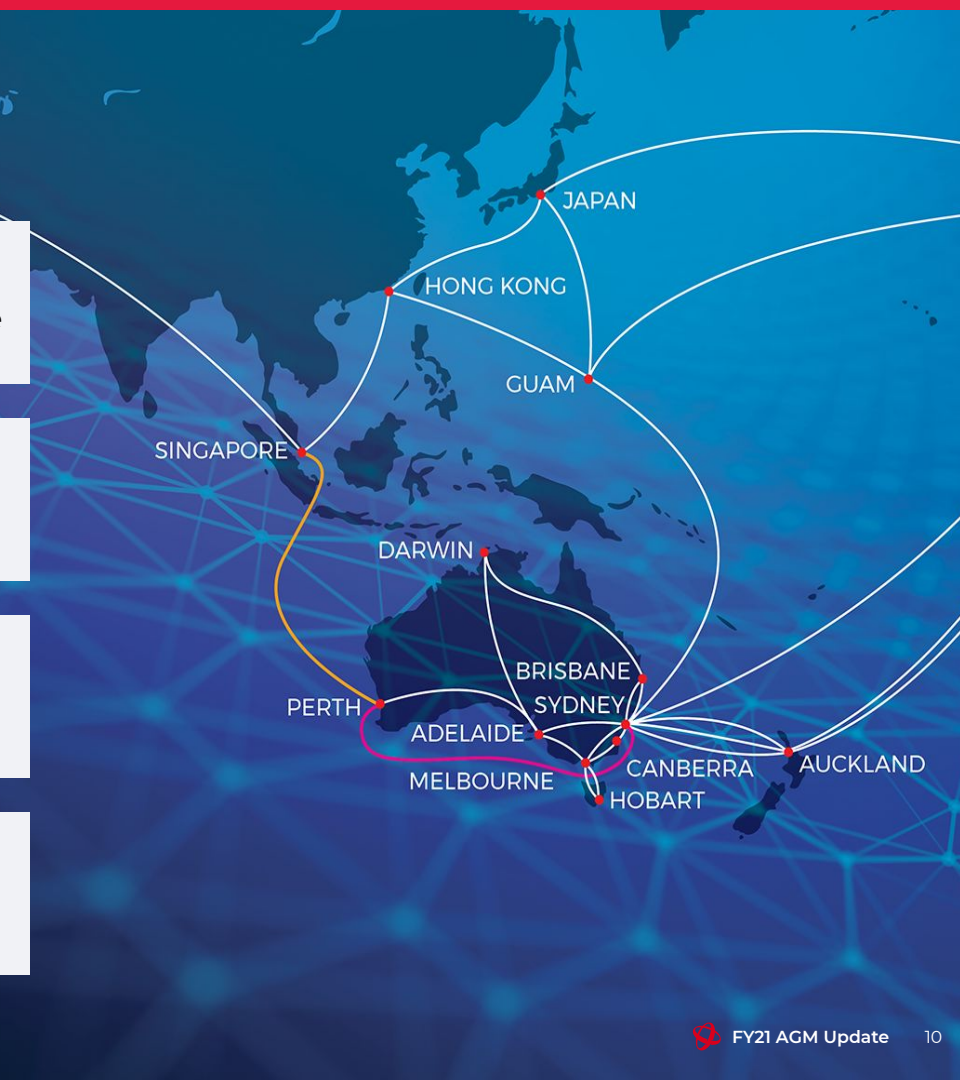 JAPAN
HONG KONG
GUAM
SINGAPORE
DARWIN
BRISBANE
SYDNEY
PERTH
ADELAIDE
CANBERRA
AUCKLAND
MELBOURNE
HOBART
FY21 AGM Update 10